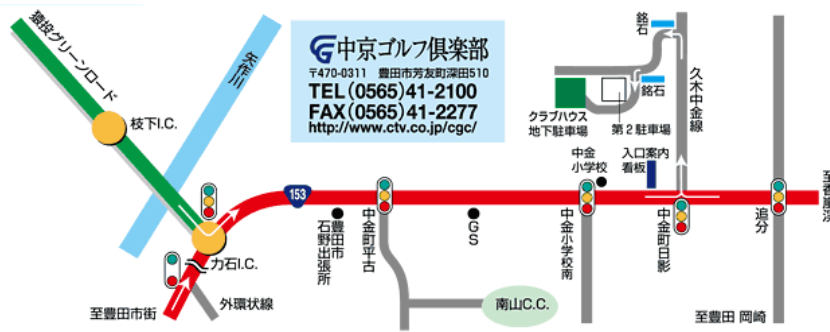 猿投グリーンロード
矢作川
枝下I.C.
中京ゴルフ倶楽部
〒470-0311 豊田市芳友町深田510
TEL(0565)41-2100
FAX(0565)41-2277
http://www.ctv.co.jp/cgc/
銘石
銘石
久木中金線
クラブハウス
地下駐車場
第2駐車場
中金
小学校
入口案内
看板
153
至香嵐渓
力石I.C.
豊田市
石野出張所
中金町平古
GS
中金小学校南
中金町日影
追分
至豊田市街
外環状線
南山C.C.
至豊田 岡崎